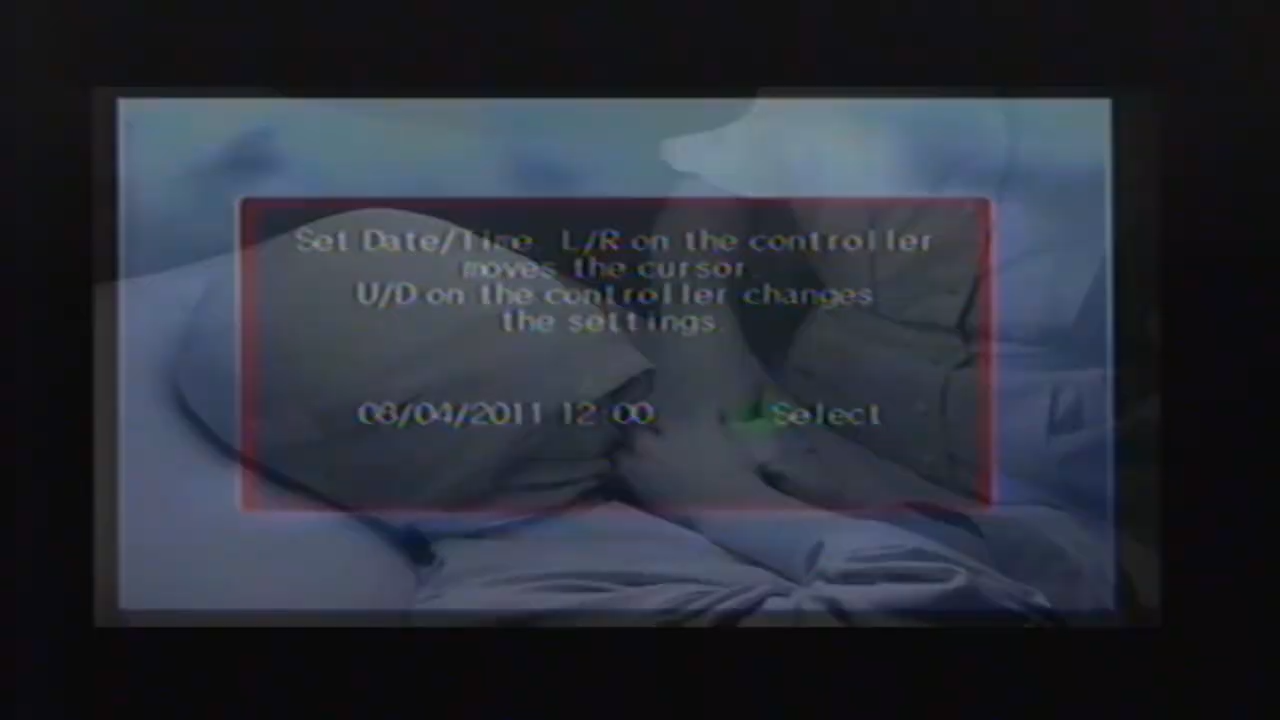 Set Date/Time. L/R on the controller
moves the cursor.
U/D on the controller changes
the settings.
08/04/2011 12:00
Select